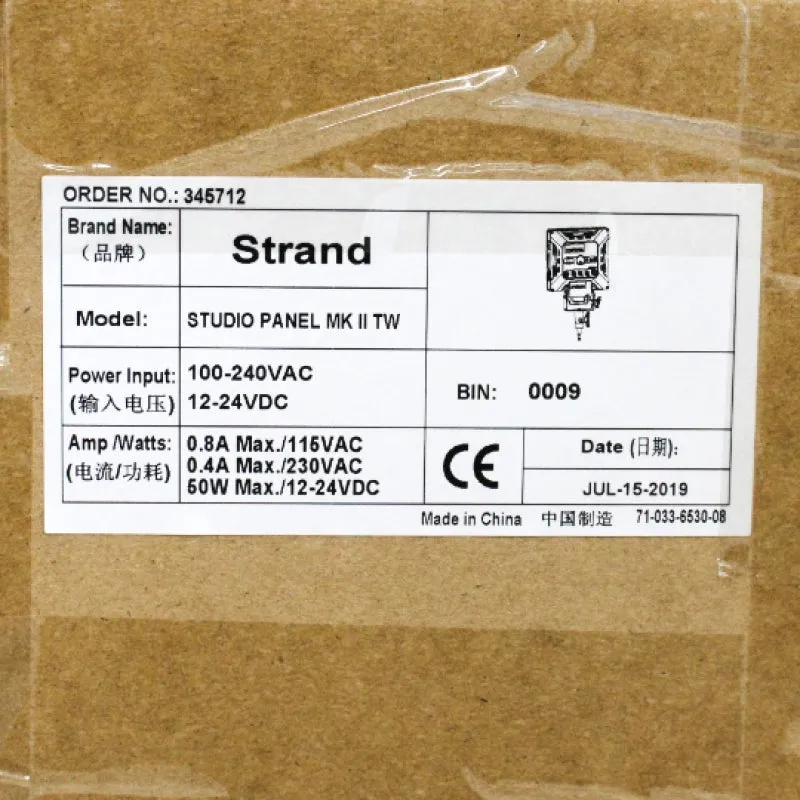 ORDER NO.: 345712
Brand Name:
（品牌）
Strand
Model:
STUDIO PANEL MK II TW
Power Input:
(输入电压)
100-240VAC
12-24VDC
BIN: 0009
Amp /Watts:
(电流/功耗)
0.8A Max./115VAC
0.4A Max./230VAC
50W Max./12-24VDC
CE
Date (日期):
JUL-15-2019
Made in China 中国制造 71-033-6530-08